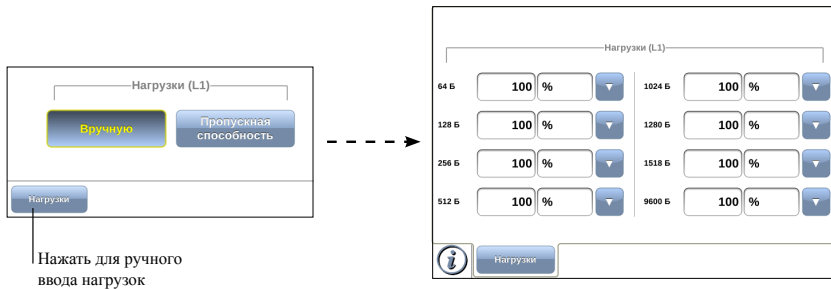 Нагрузки (L1)
Вручную
Пропускная
способность
Нагрузки
Нажать для ручного
ввода нагрузок
Нагрузки (L1)
64 Б 100 % 1024 Б 100 %
128 Б 100 % 1280 Б 100 %
256 Б 100 % 1518 Б 100 %
512 Б 100 % 9600 Б 100 %
i Нагрузки